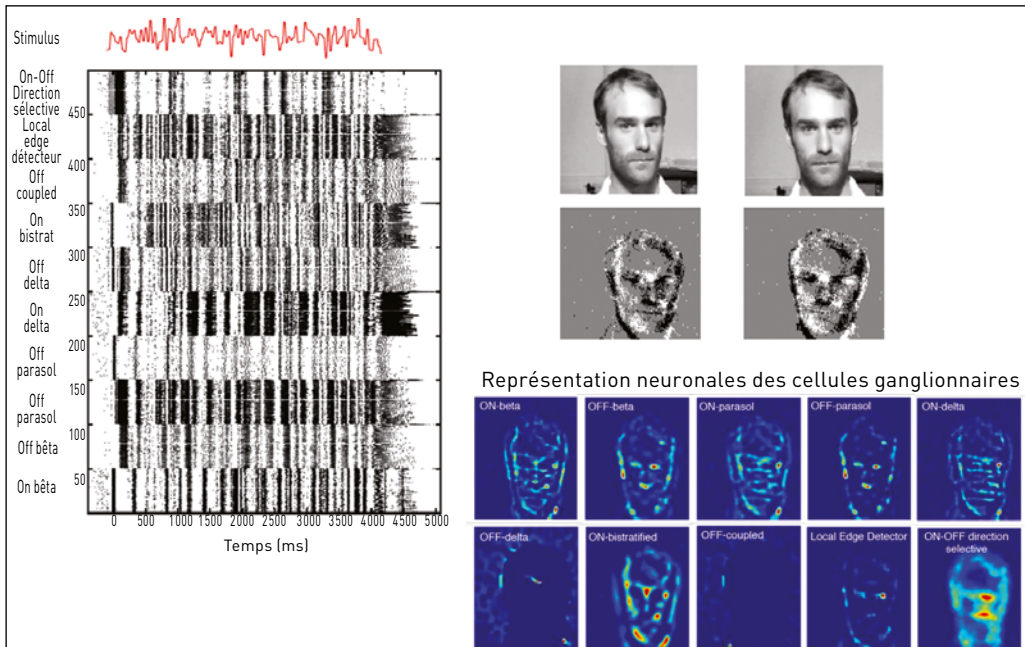 Stimulus
On-Off
Direction
sélective
450
Local
edge
détecteur
400
Off
coupled
350
On
bistrat
300
Off
delta
250
On
delta
200
Off
parasol
150
Off
parasol
100
Off bêta
50
On bêta
0 500 1000 1500 2000 2500 3000 3500 4000 4500 5000
Temps (ms)
Représentation neuronales des cellules ganglionnaires
ON-beta
OFF-beta
ON-parasol
OFF-parasol
ON-delta
OFF-delta
ON-bistratified
OFF-coupled
Local Edge Detector
ON-OFF direction
selective